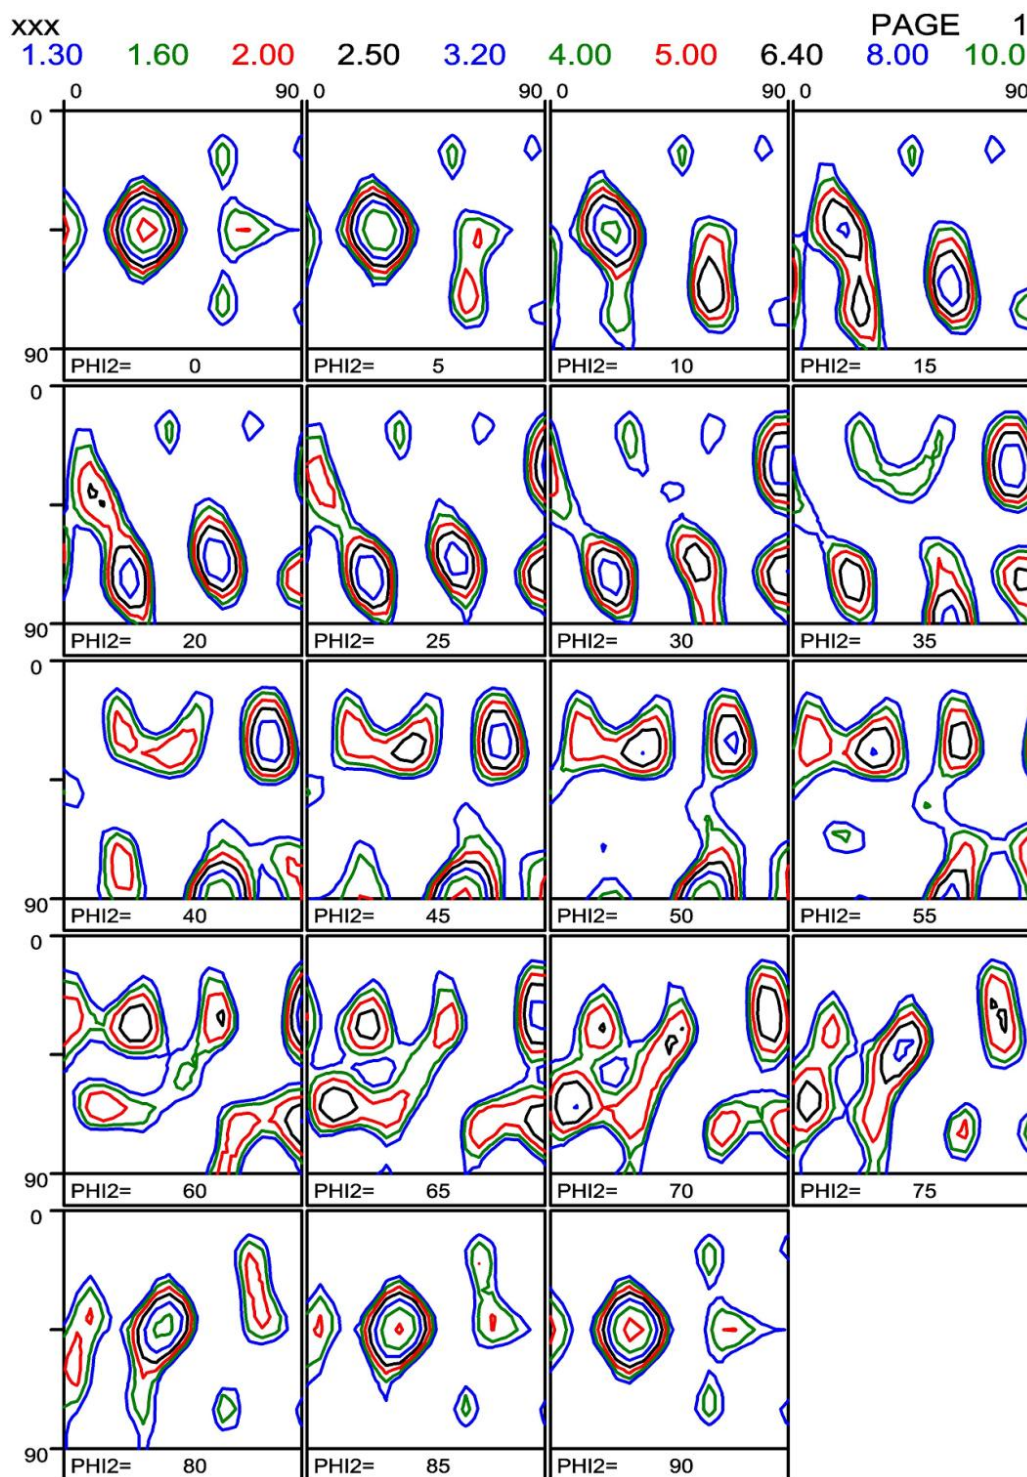 xxx PAGE 1
1.30 1.60 2.00 2.50 3.20 4.00 5.00 6.40 8.00 10.0
0 90 0 90 0 90 0 90
0
90
PHI2= 0 PHI2= 5 PHI2= 10 PHI2= 15
0
90
PHI2= 20 PHI2= 25 PHI2= 30 PHI2= 35
0
90
PHI2= 40 PHI2= 45 PHI2= 50 PHI2= 55
0
90
PHI2= 60 PHI2= 65 PHI2= 70 PHI2= 75
0
90
PHI2= 80 PHI2= 85 PHI2= 90